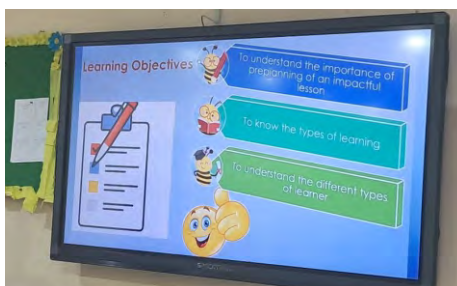 Learning Objectives
To understand the importance of
preplanning of an impactful
lesson
To know the types of learning
To understand the different types
of learner